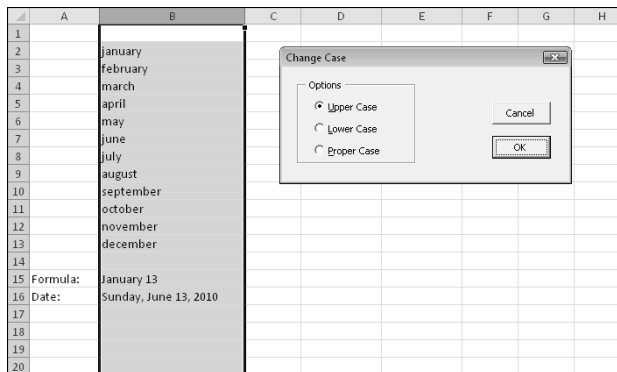 A B C D E F G H
1
2 january
3 february
4 march
5 april
6 may
7 june
8 july
9 august
10 september
11 october
12 november
13 december
14
15 Formula: January 13
16 Date: Sunday, June 13, 2010
17
18
19
20
Change Case
Options
Upper Case
Lower Case
Proper Case
Cancel
OK